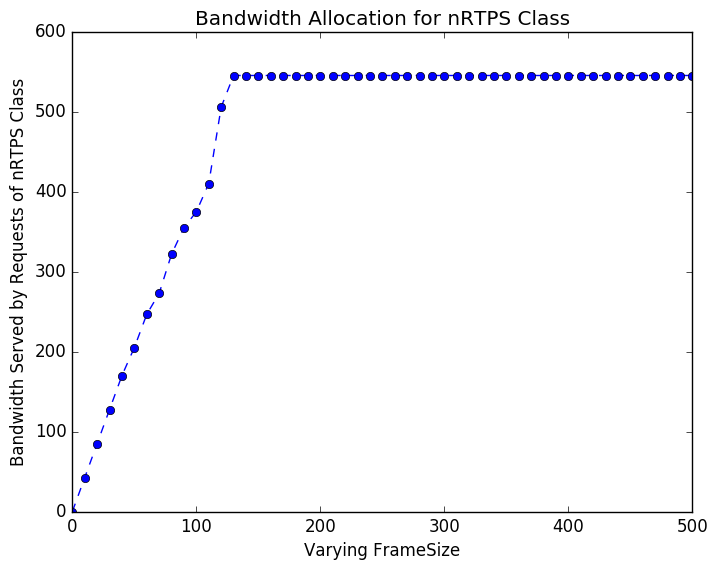 Bandwidth Allocation for nRTPS Class
600
500
400
300
200
100
0
Bandwidth Served by Requests of nRTPS Class
0 100 200 300 400 500
Varying FrameSize